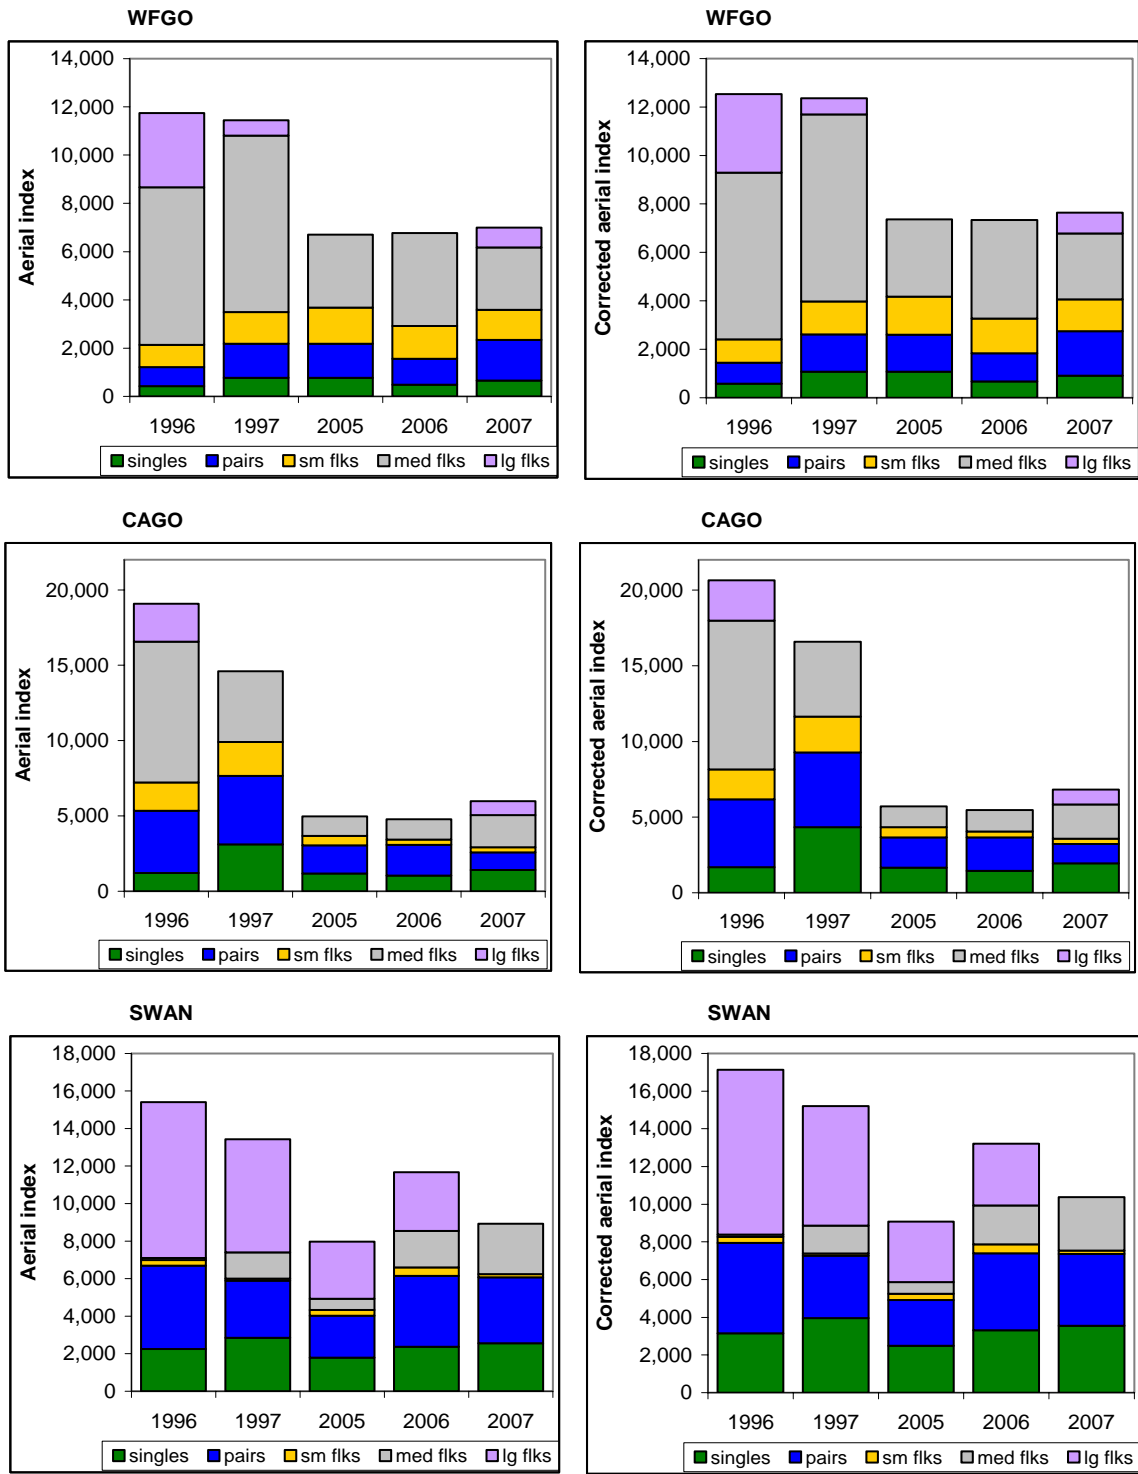 WFGO
Aerial index
14,000
12,000
10,000
8,000
6,000
4,000
2,000
0
1996 1997 2005 2006 2007
singles pairs sm flks med flks lg flks
WFGO
Corrected aerial index
14,000
12,000
10,000
8,000
6,000
4,000
2,000
0
1996 1997 2005 2006 2007
singles pairs sm flks med flks lg flks
CAGO
Aerial index
20,000
15,000
10,000
5,000
0
1996 1997 2005 2006 2007
singles pairs sm flks med flks lg flks
CAGO
Corrected aerial index
20,000
15,000
10,000
5,000
0
1996 1997 2005 2006 2007
singles pairs sm flks med flks lg flks
SWAN
Aerial index
18,000
16,000
14,000
12,000
10,000
8,000
6,000
4,000
2,000
0
1996 1997 2005 2006 2007
singles pairs sm flks med flks lg flks
SWAN
Corrected aerial index
18,000
16,000
14,000
12,000
10,000
8,000
6,000
4,000
2,000
0
1996 1997 2005 2006 2007
singles pairs sm flks med flks lg flks